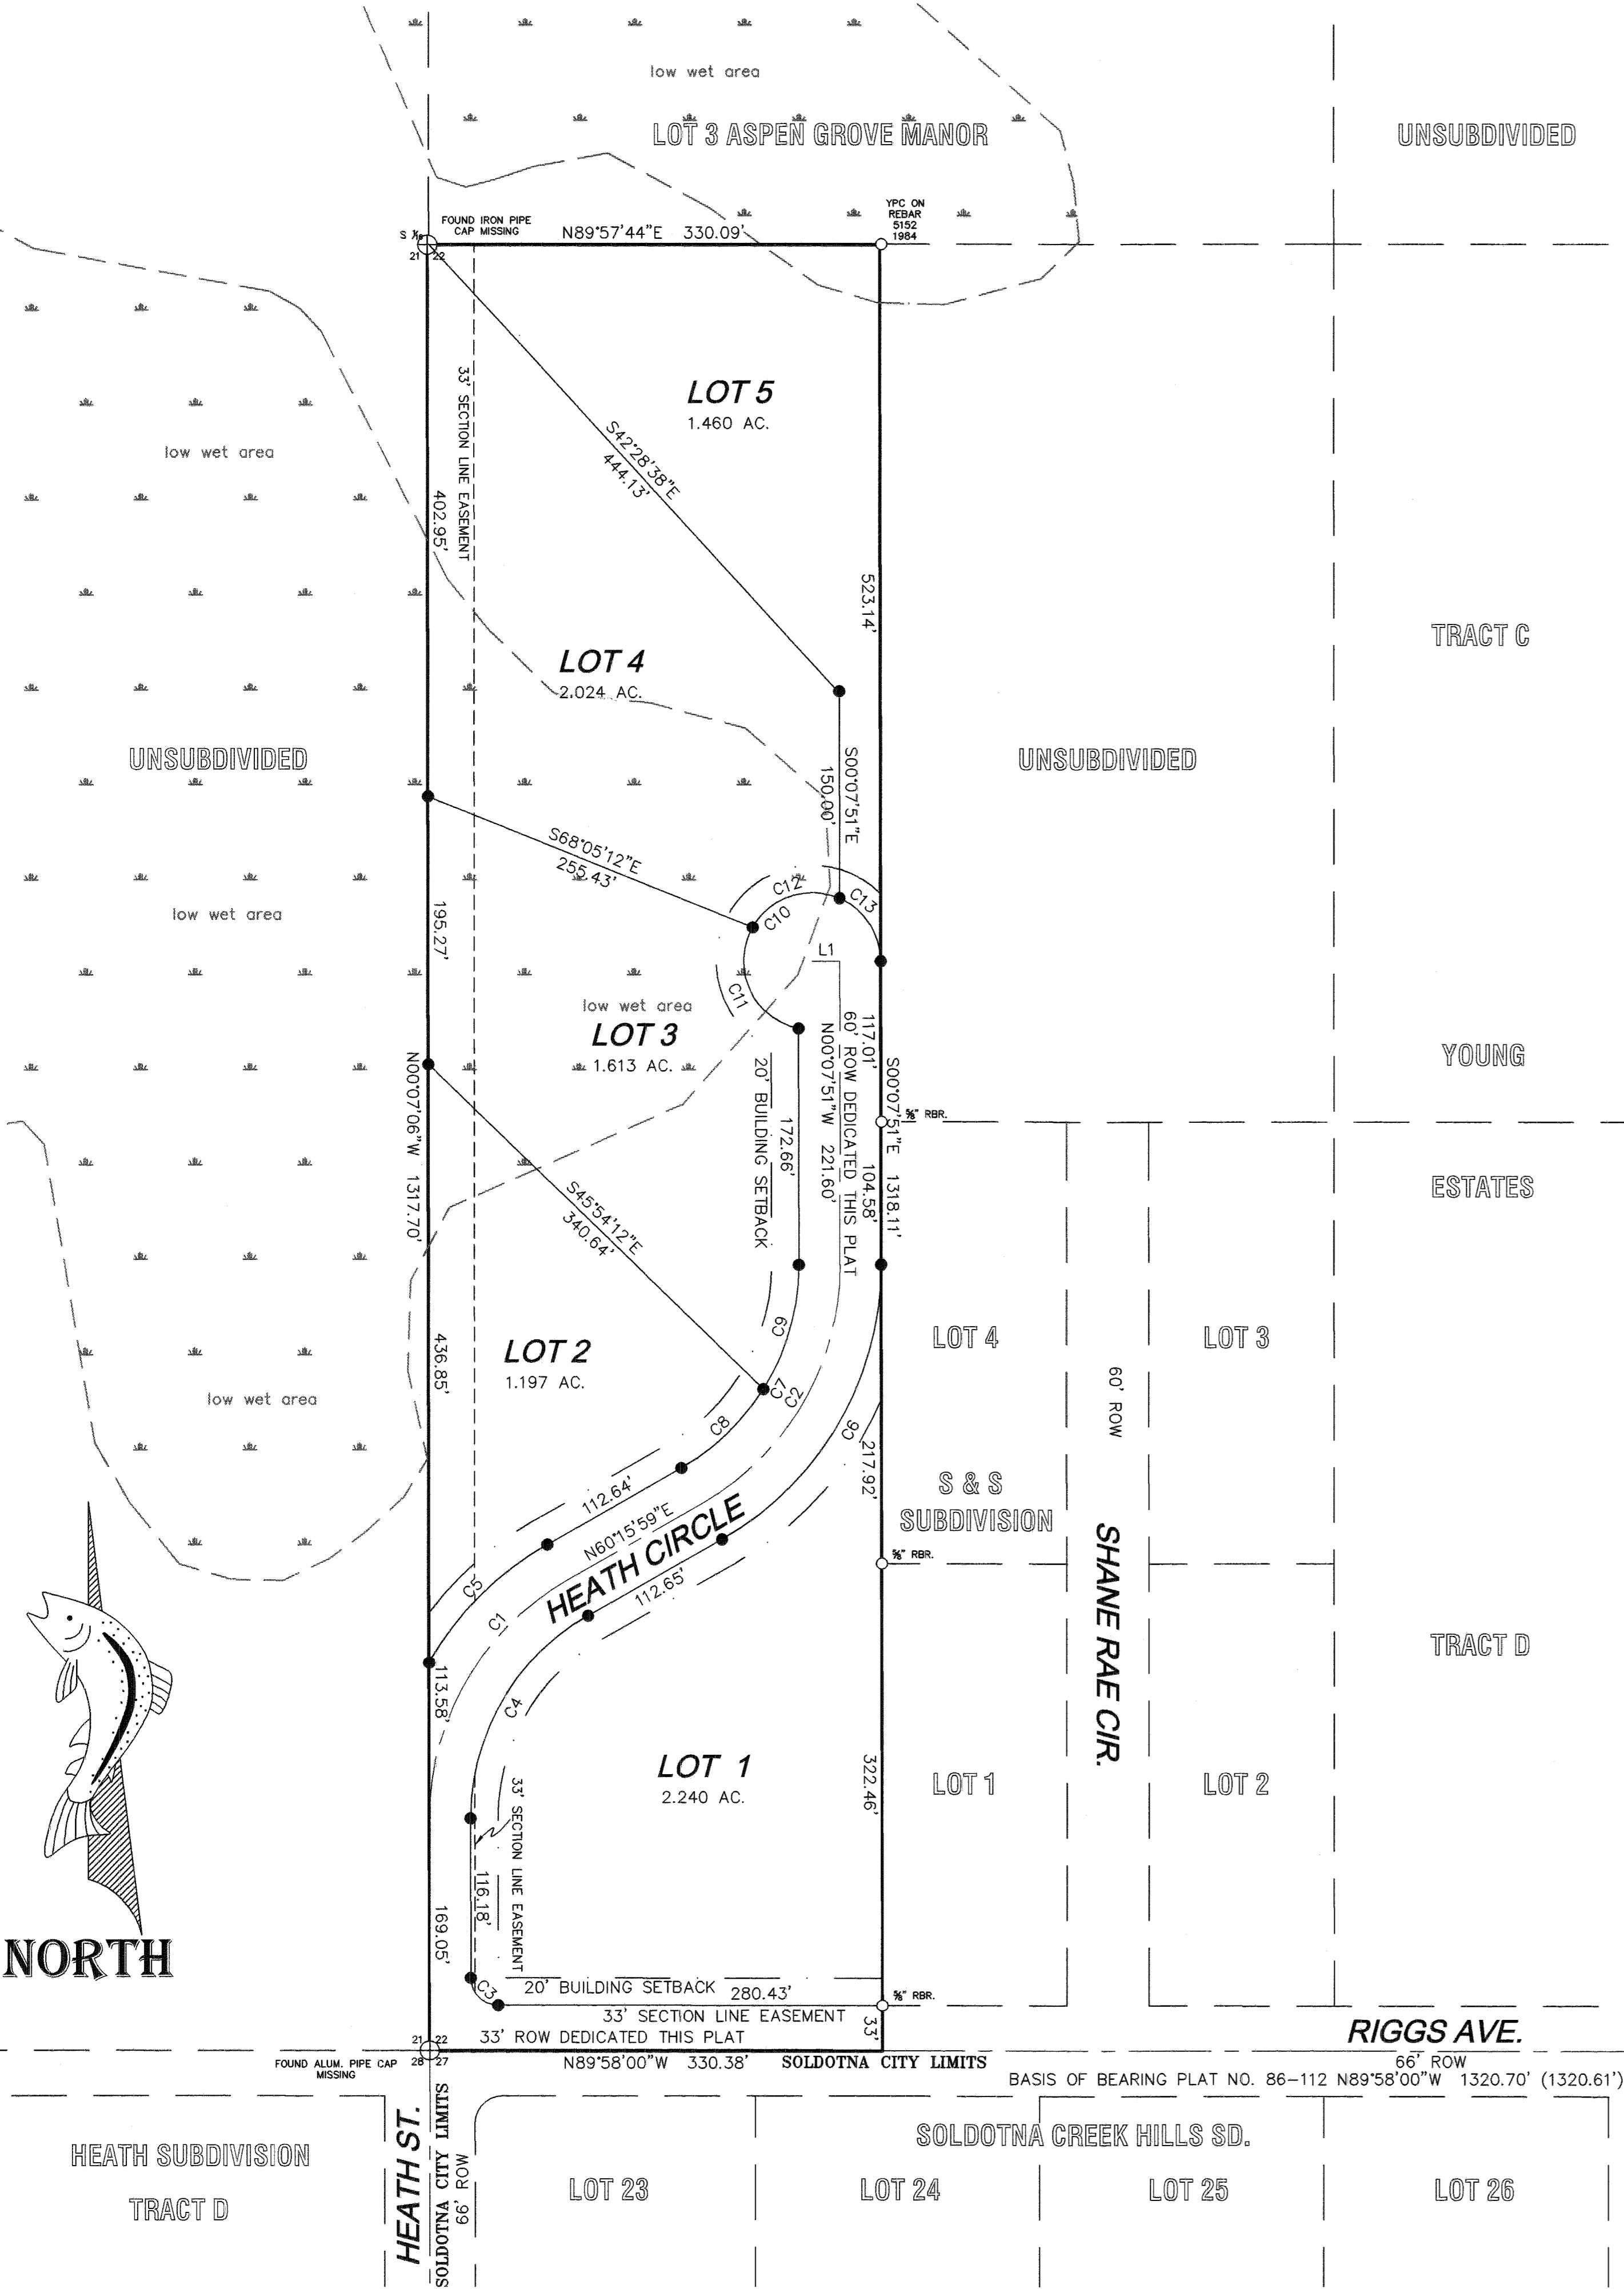 low wet area
LOT 3 ASPEN GROVE MANOR
UNSUBDIVIDED
YPC ON
REBAR
5152
1984
FOUND IRON PIPE
CAP MISSING
N89°57'44"E 330.09'
S 1/16
21 22
LOT 5
1.460 AC.
33' SECTION LINE EASEMENT
S42°28'38"E
444.13'
low wet area
402.95'
523.14'
TRACT C
LOT 4
2.024 AC.
UNSUBDIVIDED
UNSUBDIVIDED
S00°07'51"E
150.00'
S68°05'12"E
255.43'
C12
C13
C10
low wet area
195.27'
L1
C11
low wet area
LOT 3
1.613 AC.
117.01'
60' ROW DEDICATED THIS PLAT
N00°07'51"W 221.60'
YOUNG
N00°07'06"W 1317.70'
20' BUILDING SETBACK
172.66'
S00°07'51"E 1318.11'
5/8" RBR.
104.58'
ESTATES
S45°54'12"E
340.64'
C9
LOT 4
LOT 3
LOT 2
1.197 AC.
436.85'
C7
C2
60' ROW
low wet area
C8
C6
217.92'
112.64'
S & S
SUBDIVISION
N60°15'59"E
HEATH CIRCLE
112.65'
5/8" RBR.
SHANE RAE CIR.
C5
C1
TRACT D
113.58'
C4
LOT 1
2.240 AC.
322.46'
LOT 1
LOT 2
33' SECTION LINE EASEMENT
116.18'
169.05'
NORTH
C3
20' BUILDING SETBACK 280.43'
5/8" RBR.
33' SECTION LINE EASEMENT
33'
33' ROW DEDICATED THIS PLAT
RIGGS AVE.
21 22
28 27
FOUND ALUM. PIPE CAP
MISSING
N89°58'00"W 330.38'
SOLDOTNA CITY LIMITS
66' ROW
BASIS OF BEARING PLAT NO. 86-112 N89°58'00"W 1320.70' (1320.61')
HEATH ST.
SOLDOTNA CITY LIMITS
66' ROW
HEATH SUBDIVISION
TRACT D
SOLDOTNA CREEK HILLS SD.
LOT 23
LOT 24
LOT 25
LOT 26